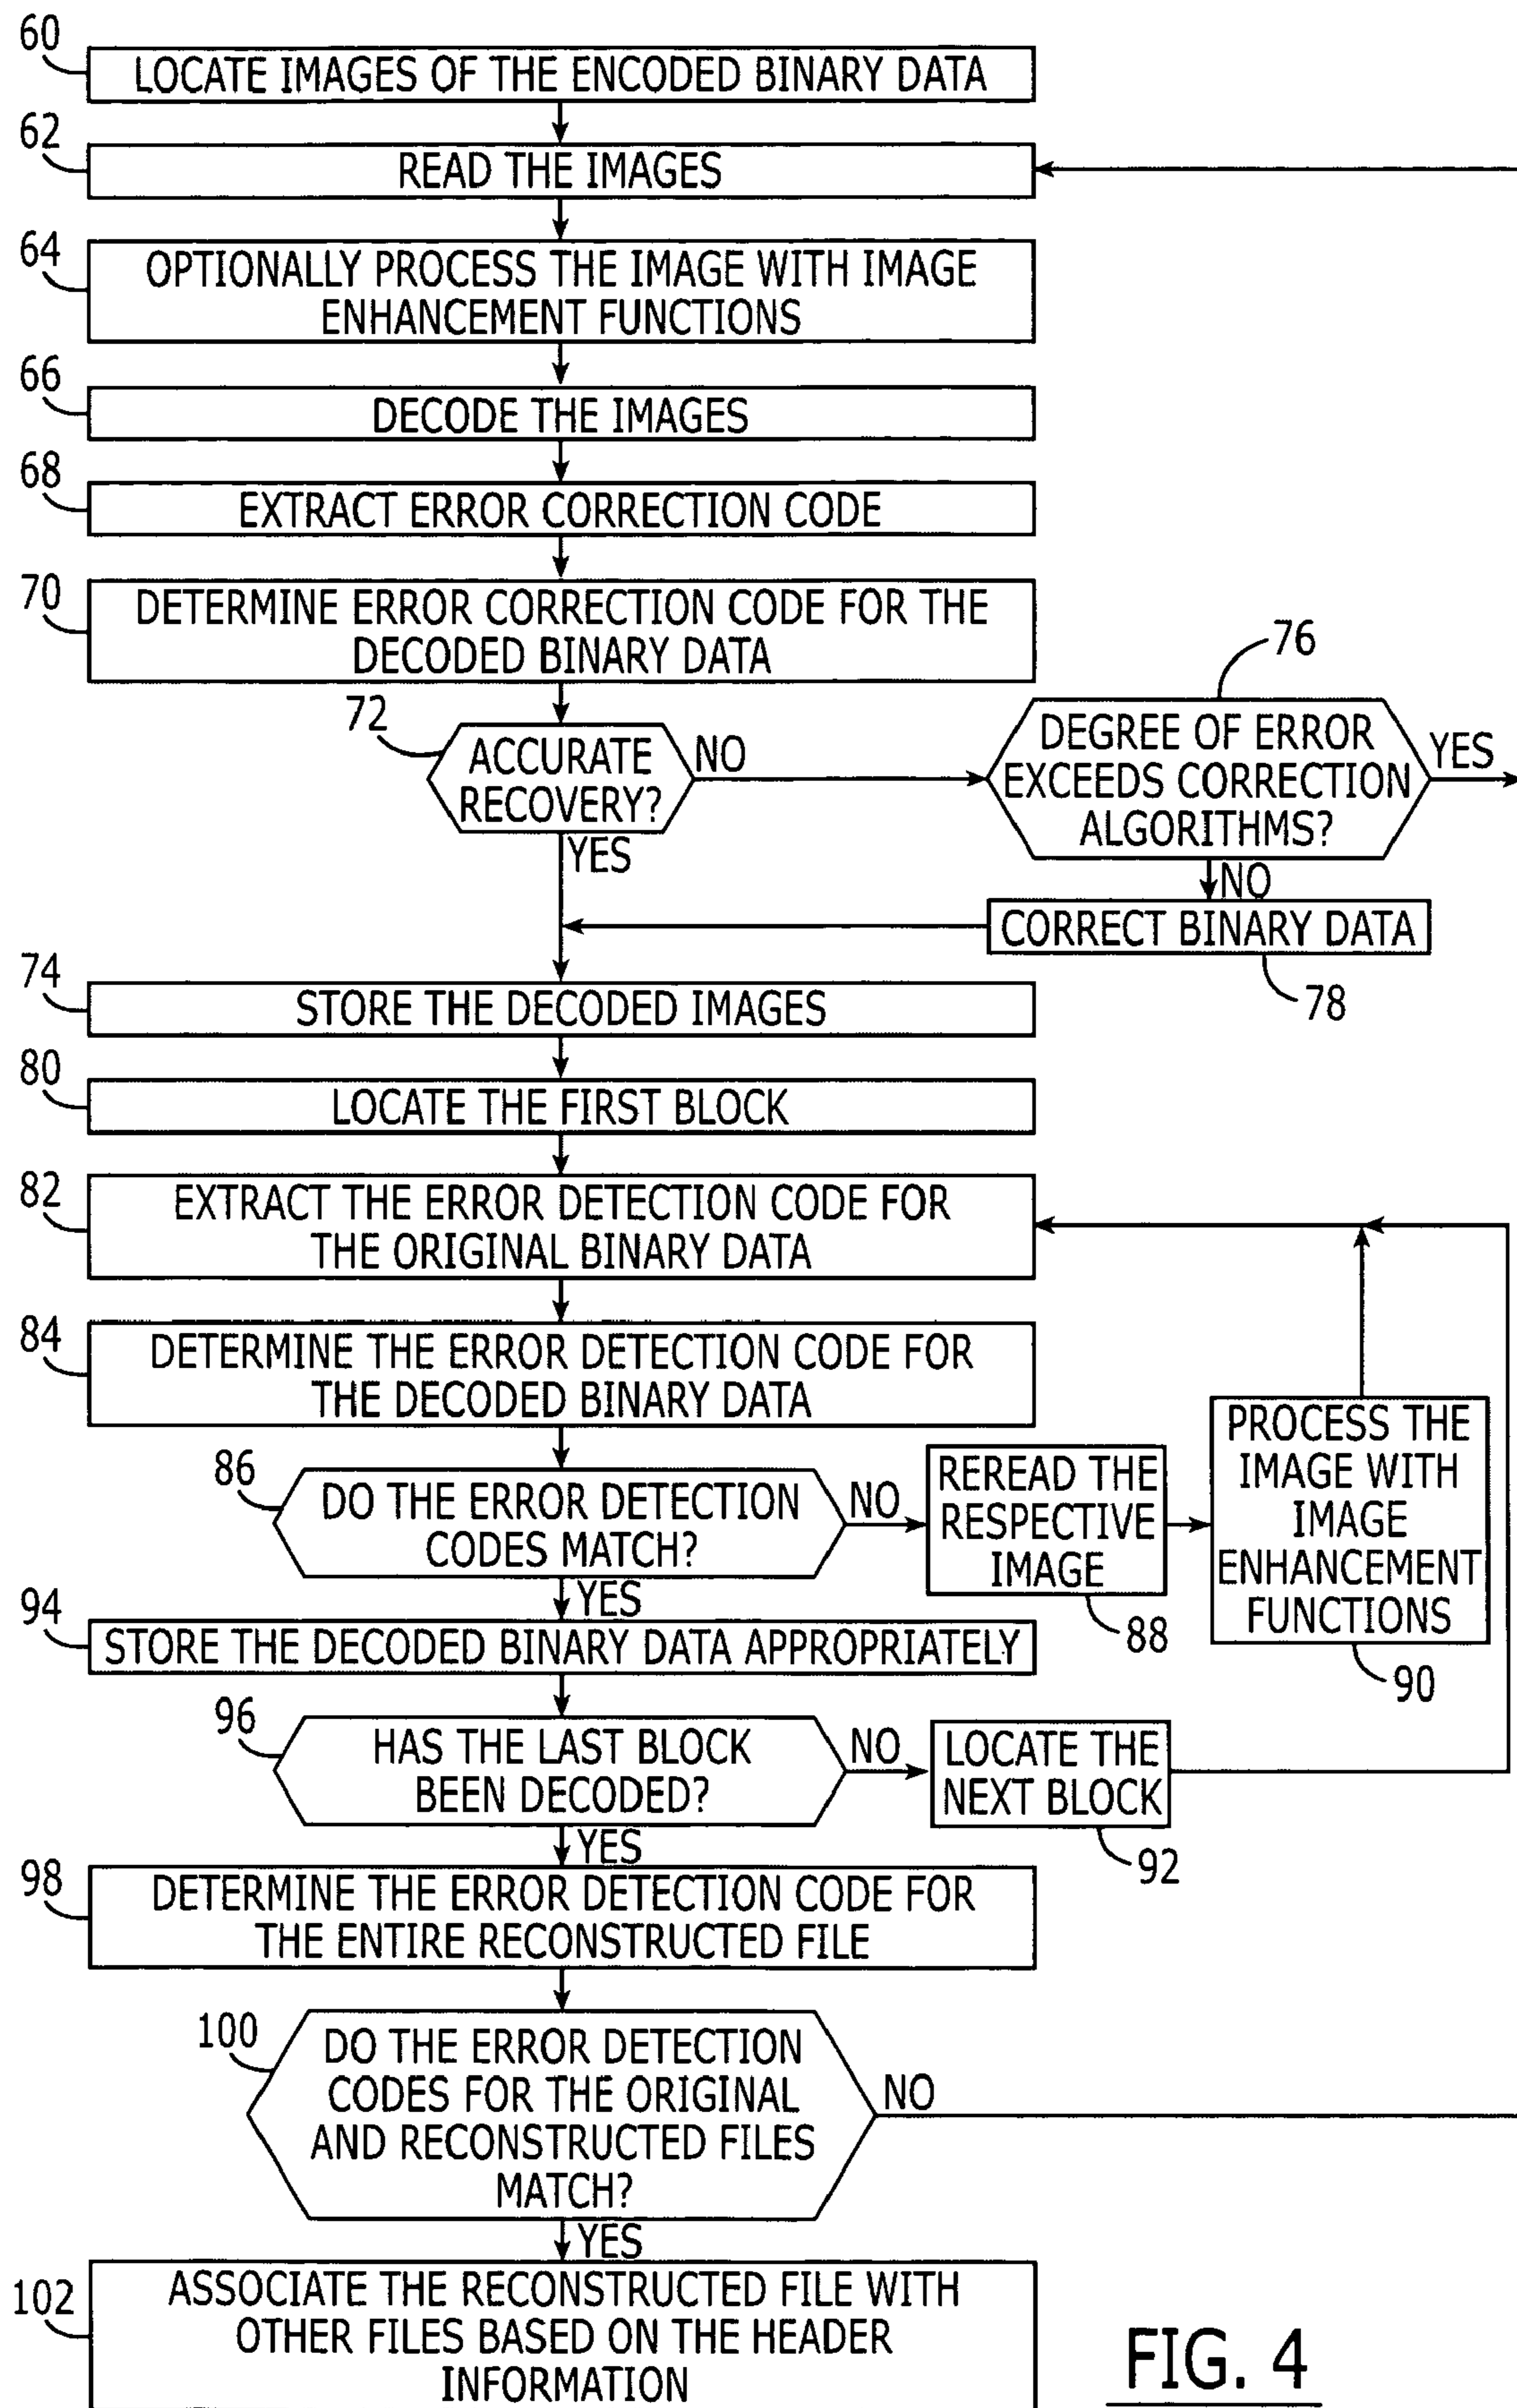 60
LOCATE IMAGES OF THE ENCODED BINARY DATA
62
READ THE IMAGES
64
OPTIONALLY PROCESS THE IMAGE WITH IMAGE
ENHANCEMENT FUNCTIONS
66
DECODE THE IMAGES
68
EXTRACT ERROR CORRECTION CODE
70
DETERMINE ERROR CORRECTION CODE FOR THE
DECODED BINARY DATA
72
ACCURATE
RECOVERY?
NO
YES
76
DEGREE OF ERROR
EXCEEDS CORRECTION
ALGORITHMS?
YES
NO
CORRECT BINARY DATA
78
74
STORE THE DECODED IMAGES
80
LOCATE THE FIRST BLOCK
82
EXTRACT THE ERROR DETECTION CODE FOR
THE ORIGINAL BINARY DATA
84
DETERMINE THE ERROR DETECTION CODE FOR
THE DECODED BINARY DATA
86
DO THE ERROR DETECTION
CODES MATCH?
NO
YES
REREAD THE
RESPECTIVE
IMAGE
88
PROCESS THE
IMAGE WITH
IMAGE
ENHANCEMENT
FUNCTIONS
90
94
STORE THE DECODED BINARY DATA APPROPRIATELY
96
HAS THE LAST BLOCK
BEEN DECODED?
NO
YES
LOCATE THE
NEXT BLOCK
92
98
DETERMINE THE ERROR DETECTION CODE FOR
THE ENTIRE RECONSTRUCTED FILE
100
DO THE ERROR DETECTION
CODES FOR THE ORIGINAL
AND RECONSTRUCTED FILES
MATCH?
NO
YES
102
ASSOCIATE THE RECONSTRUCTED FILE WITH
OTHER FILES BASED ON THE HEADER
INFORMATION
FIG. 4